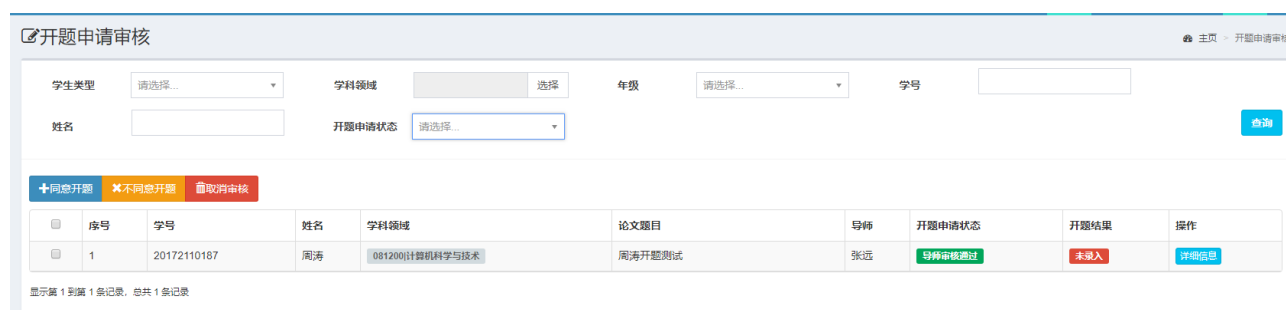 开题申请审核
主页 > 开题申请审核
学生类型 请选择... 学科领域 选择 年级 请选择... 学号
姓名 开题申请状态 请选择... 查询
同意开题 不同意开题 取消审核
序号 学号 姓名 学科领域 论文题目 导师 开题申请状态 开题结果 操作
1 20172110187 周涛 081200|计算机科学与技术 周涛开题测试 张远 导师审核通过 未录入 详细信息
显示第 1 到第 1 条记录，总共 1 条记录